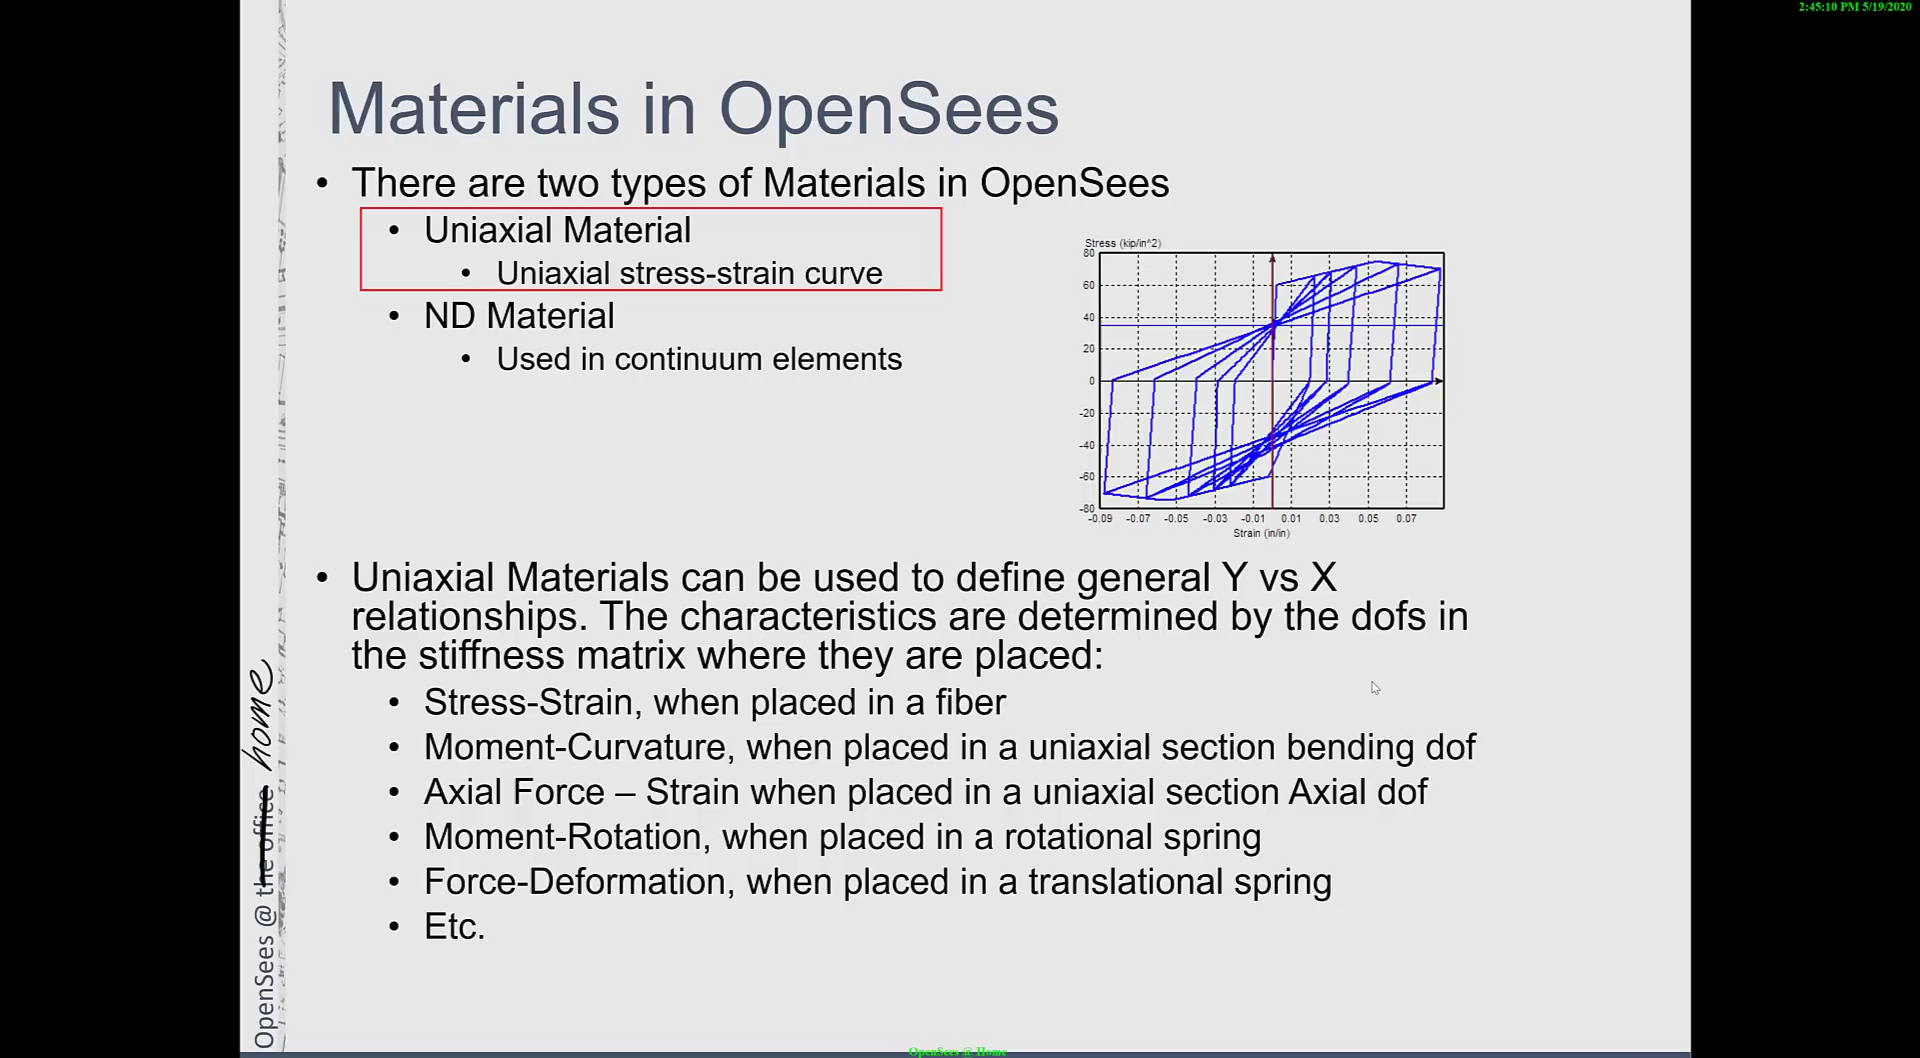 2:45:10 PM 5/19/2020
Materials in OpenSees
• There are two types of Materials in OpenSees
• Uniaxial Material
• Uniaxial stress-strain curve
• ND Material
• Used in continuum elements
Stress (kip/in^2)
80
60
40
20
0
-20
-40
-60
-80
-0.09 -0.07 -0.05 -0.03 -0.01 0.01 0.03 0.05 0.07
Strain (in/in)
• Uniaxial Materials can be used to define general Y vs X
relationships. The characteristics are determined by the dofs in
the stiffness matrix where they are placed:
• Stress-Strain, when placed in a fiber
• Moment-Curvature, when placed in a uniaxial section bending dof
• Axial Force – Strain when placed in a uniaxial section Axial dof
• Moment-Rotation, when placed in a rotational spring
• Force-Deformation, when placed in a translational spring
• Etc.
OpenSees @ the office home
OpenSees @ Home